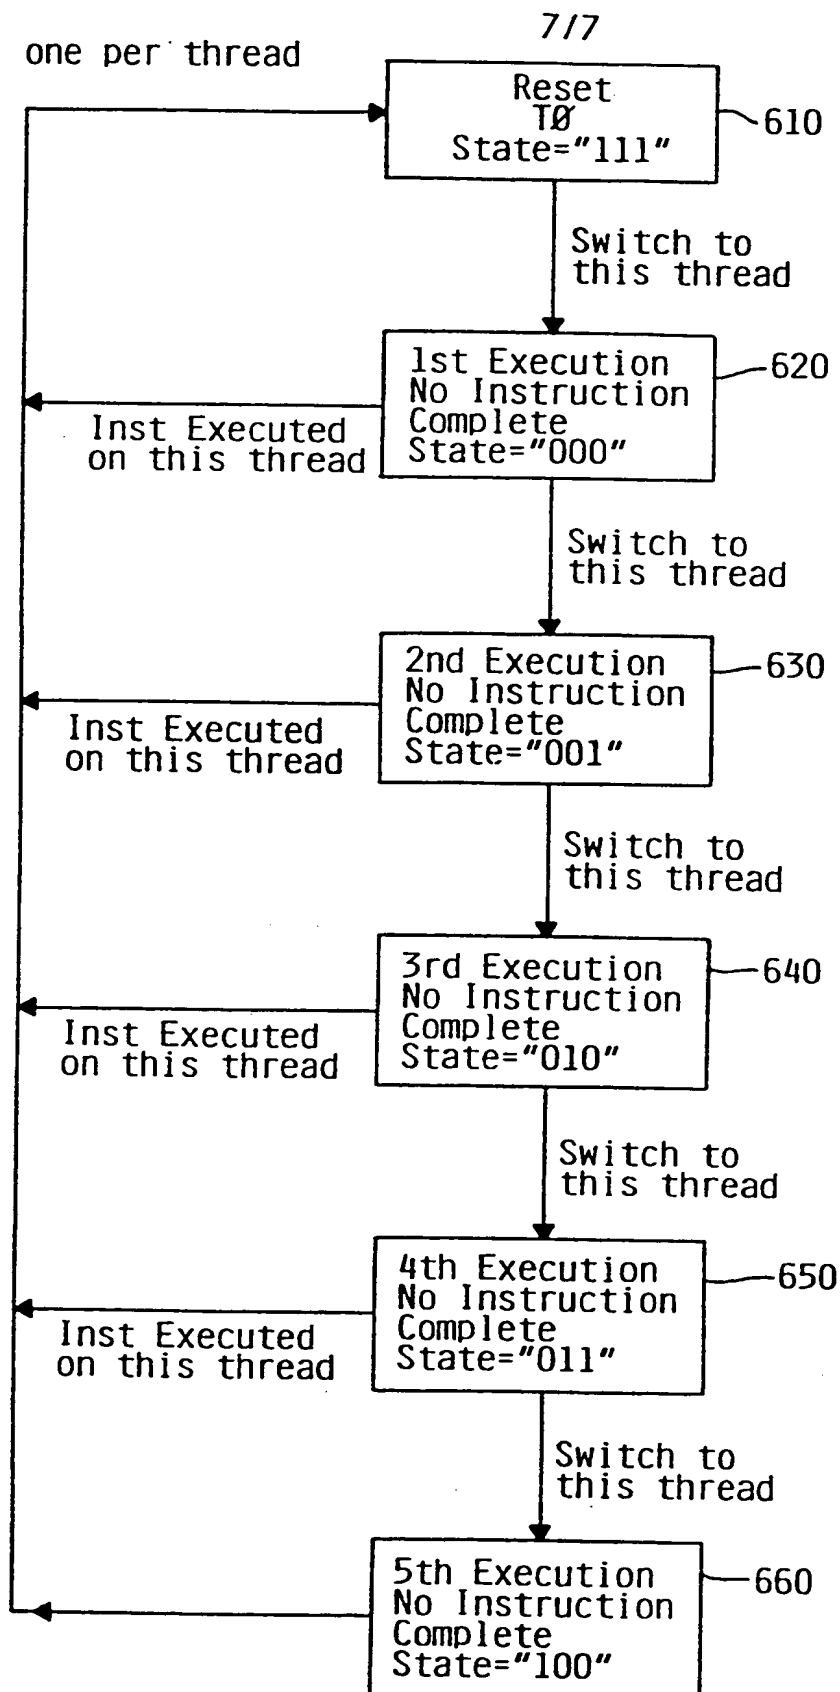 7/7
one per thread
Reset
TØ
State="111"
610
Switch to
this thread
1st Execution
No Instruction
Complete
State="000"
620
Inst Executed
on this thread
Switch to
this thread
2nd Execution
No Instruction
Complete
State="001"
630
Inst Executed
on this thread
Switch to
this thread
3rd Execution
No Instruction
Complete
State="010"
640
Inst Executed
on this thread
Switch to
this thread
4th Execution
No Instruction
Complete
State="011"
650
Inst Executed
on this thread
Switch to
this thread
5th Execution
No Instruction
Complete
State="100"
660